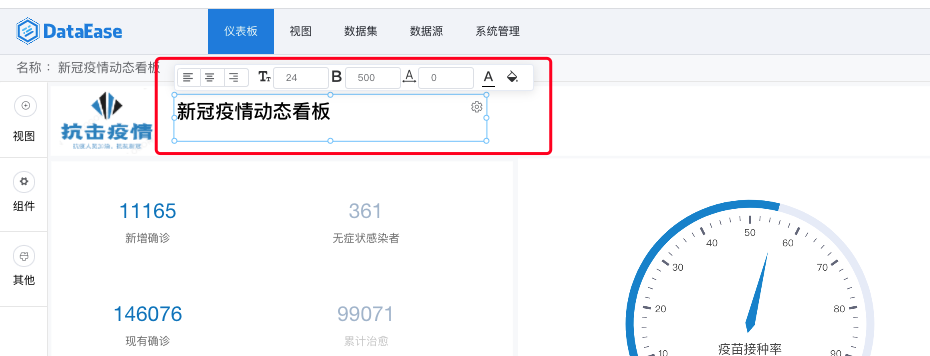 DataEase
仪表板 视图 数据集 数据源 系统管理
名称： 新冠疫情动态看板
24 B 500 A 0 A
新冠疫情动态看板
视图
组件
其他
抗击疫情
11165
新增确诊
361
无症状感染者
146076
现有确诊
99071
累计治愈
10
20
30
40
50
60
70
80
90
疫苗接种率